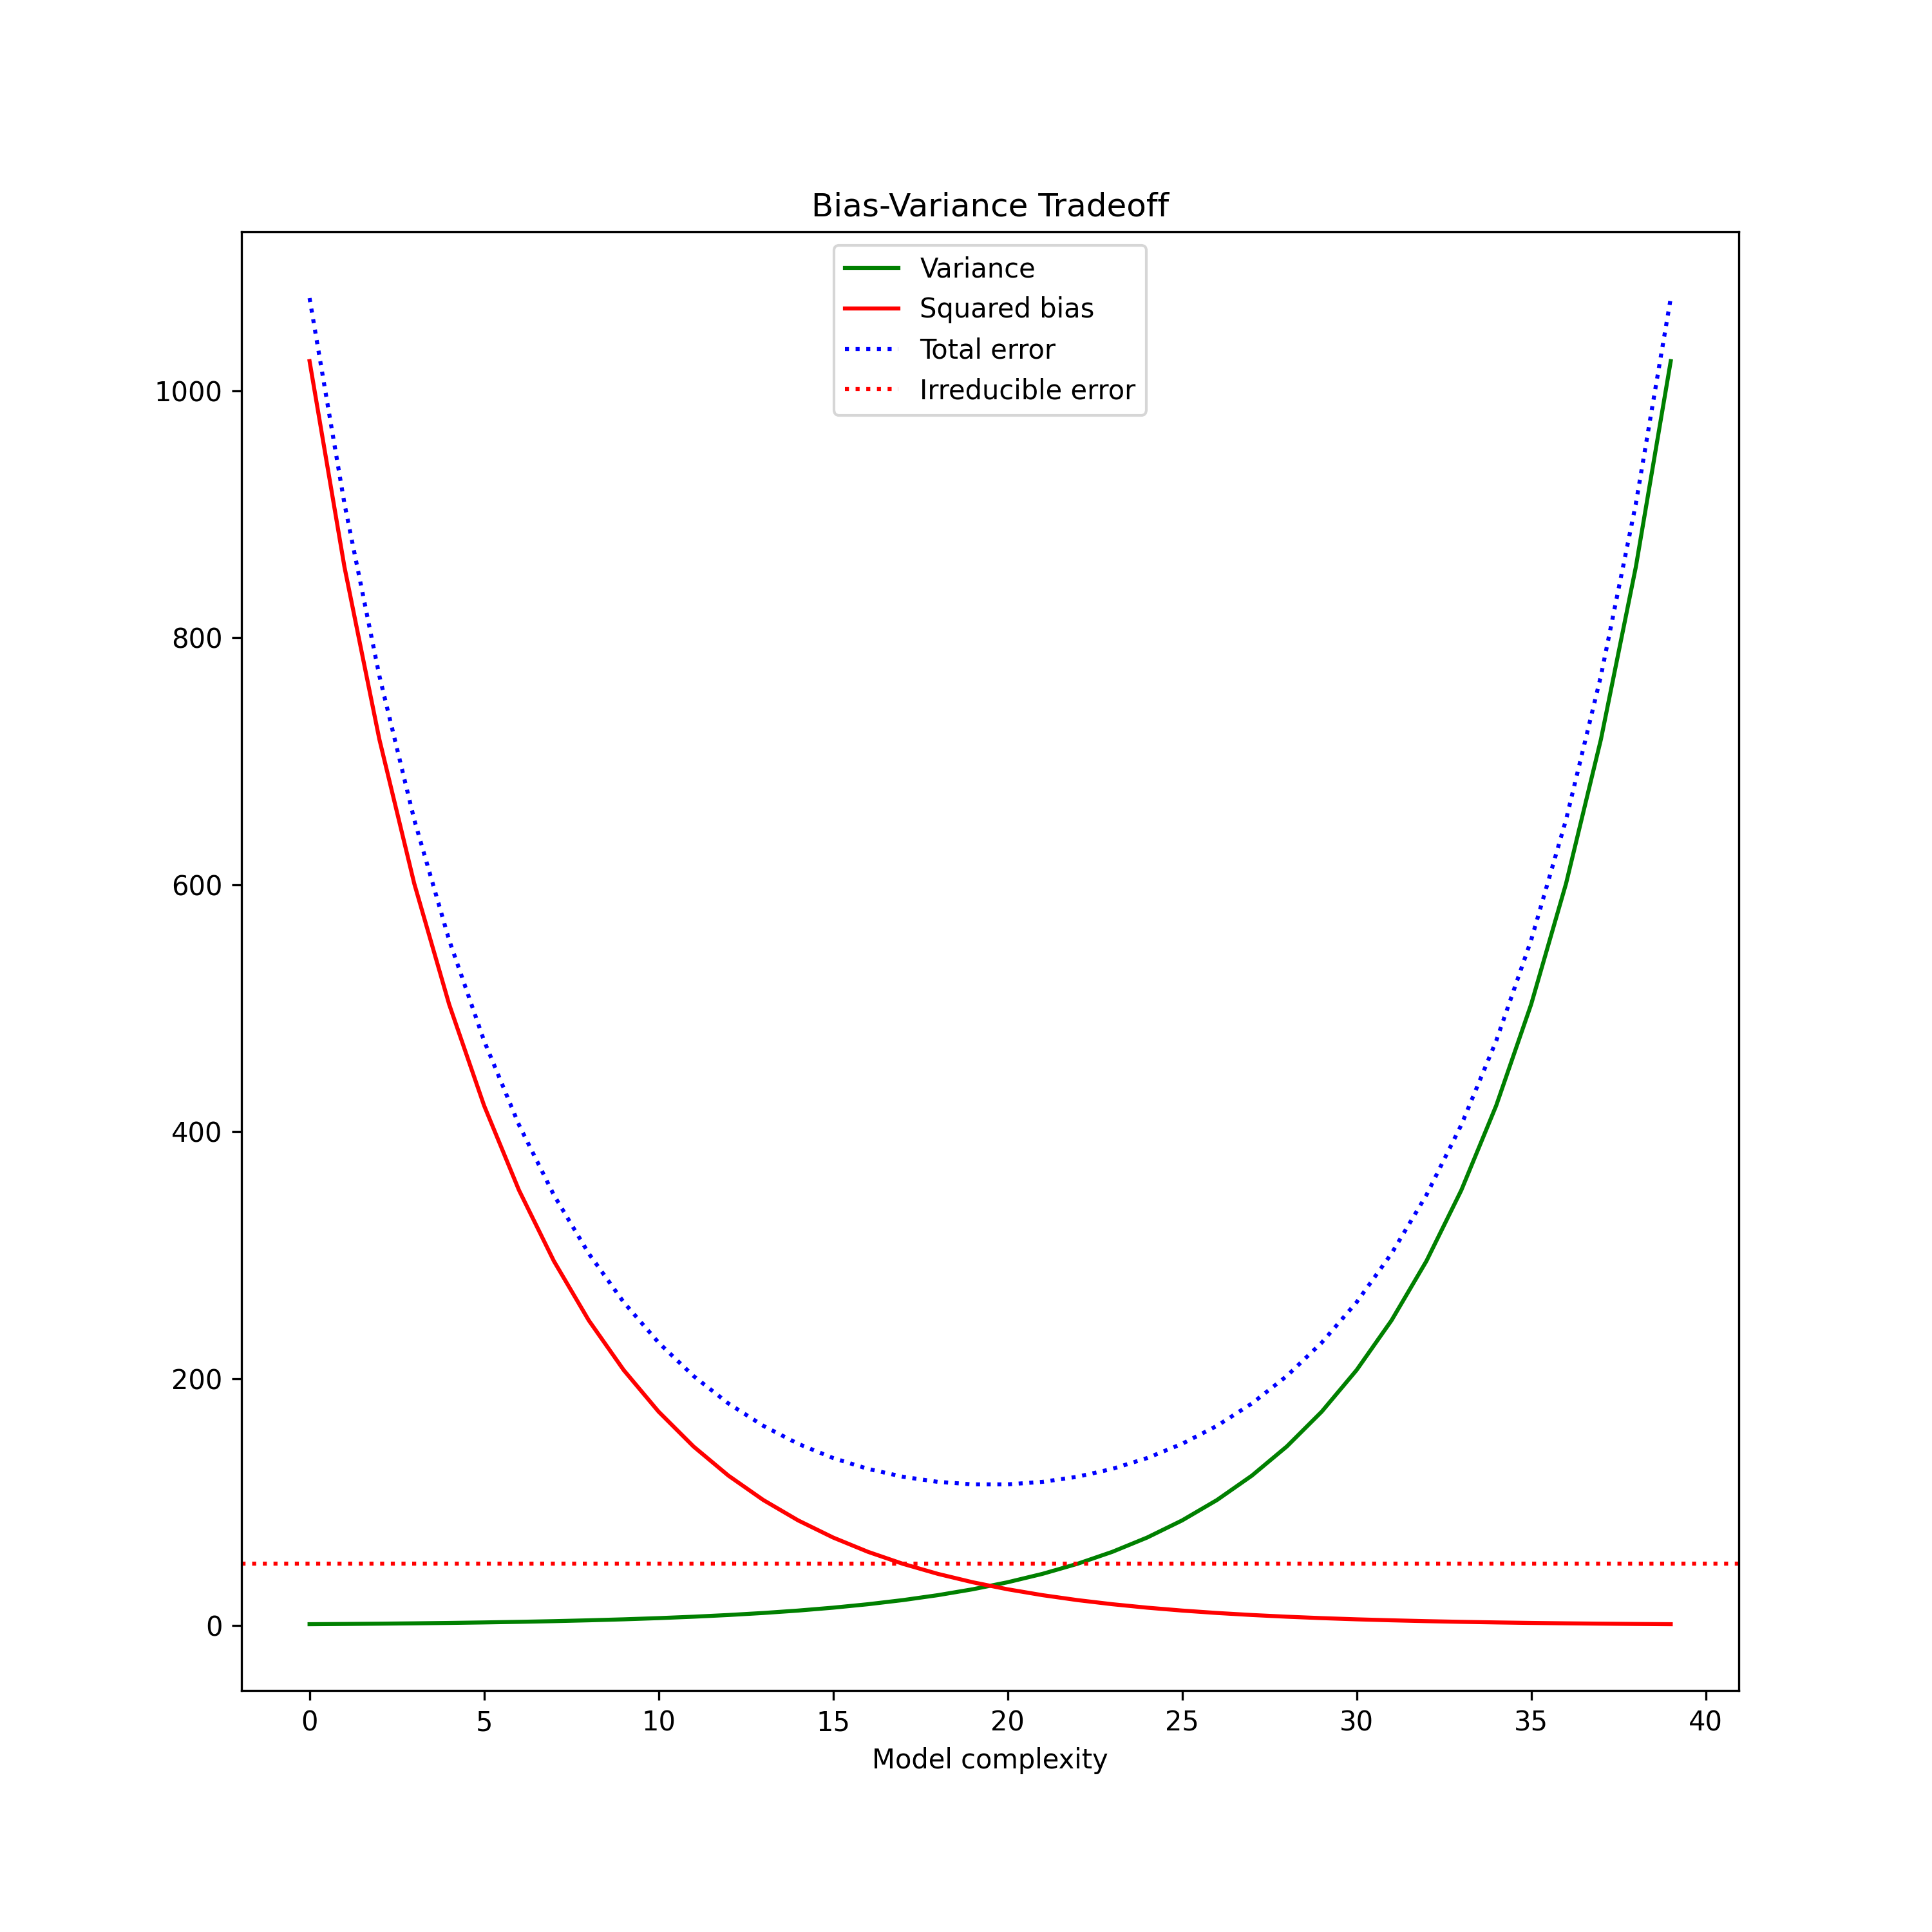 Bias-Variance Tradeoff
Variance
Squared bias
Total error
Irreducible error
1000
800
600
400
200
0
0 5 10 15 20 25 30 35 40
Model complexity